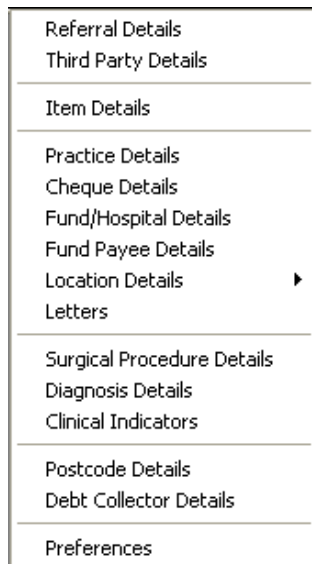 Referral Details
Third Party Details
Item Details
Practice Details
Cheque Details
Fund/Hospital Details
Fund Payee Details
Location Details
Letters
Surgical Procedure Details
Diagnosis Details
Clinical Indicators
Postcode Details
Debt Collector Details
Preferences